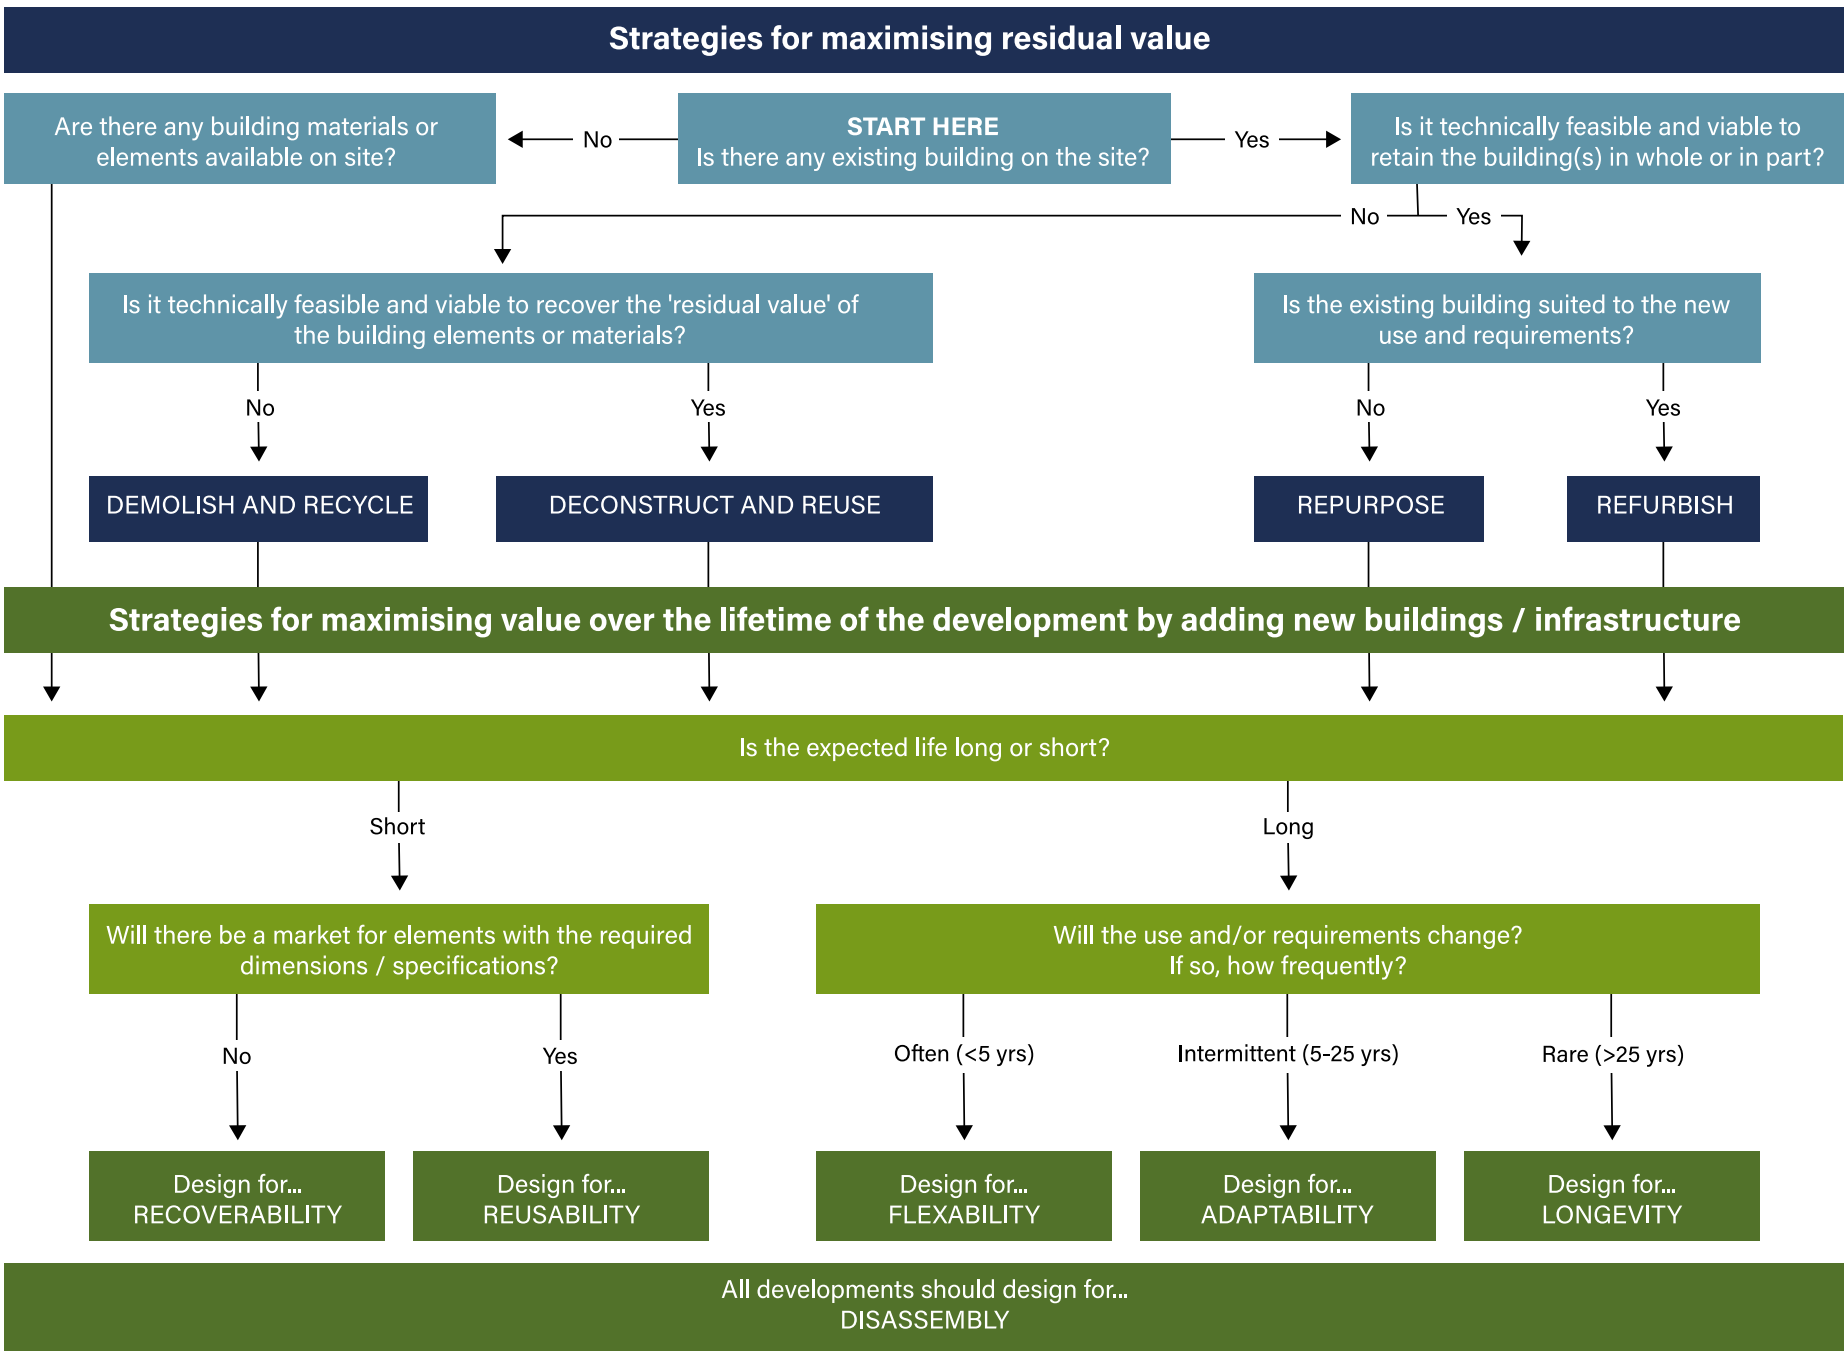 Strategies for maximising residual value
Are there any building materials or
elements available on site?
No
START HERE
Is there any existing building on the site?
Yes
Is it technically feasible and viable to
retain the building(s) in whole or in part?
No
Yes
Is it technically feasible and viable to recover the 'residual value' of
the building elements or materials?
Is the existing building suited to the new
use and requirements?
No
Yes
No
Yes
DEMOLISH AND RECYCLE
DECONSTRUCT AND REUSE
REPURPOSE
REFURBISH
Strategies for maximising value over the lifetime of the development by adding new buildings / infrastructure
Is the expected life long or short?
Short
Long
Will there be a market for elements with the required
dimensions / specifications?
Will the use and/or requirements change?
If so, how frequently?
No
Yes
Often (<5 yrs)
Intermittent (5-25 yrs)
Rare (>25 yrs)
Design for...
RECOVERABILITY
Design for...
REUSABILITY
Design for...
FLEXABILITY
Design for...
ADAPTABILITY
Design for...
LONGEVITY
All developments should design for...
DISASSEMBLY